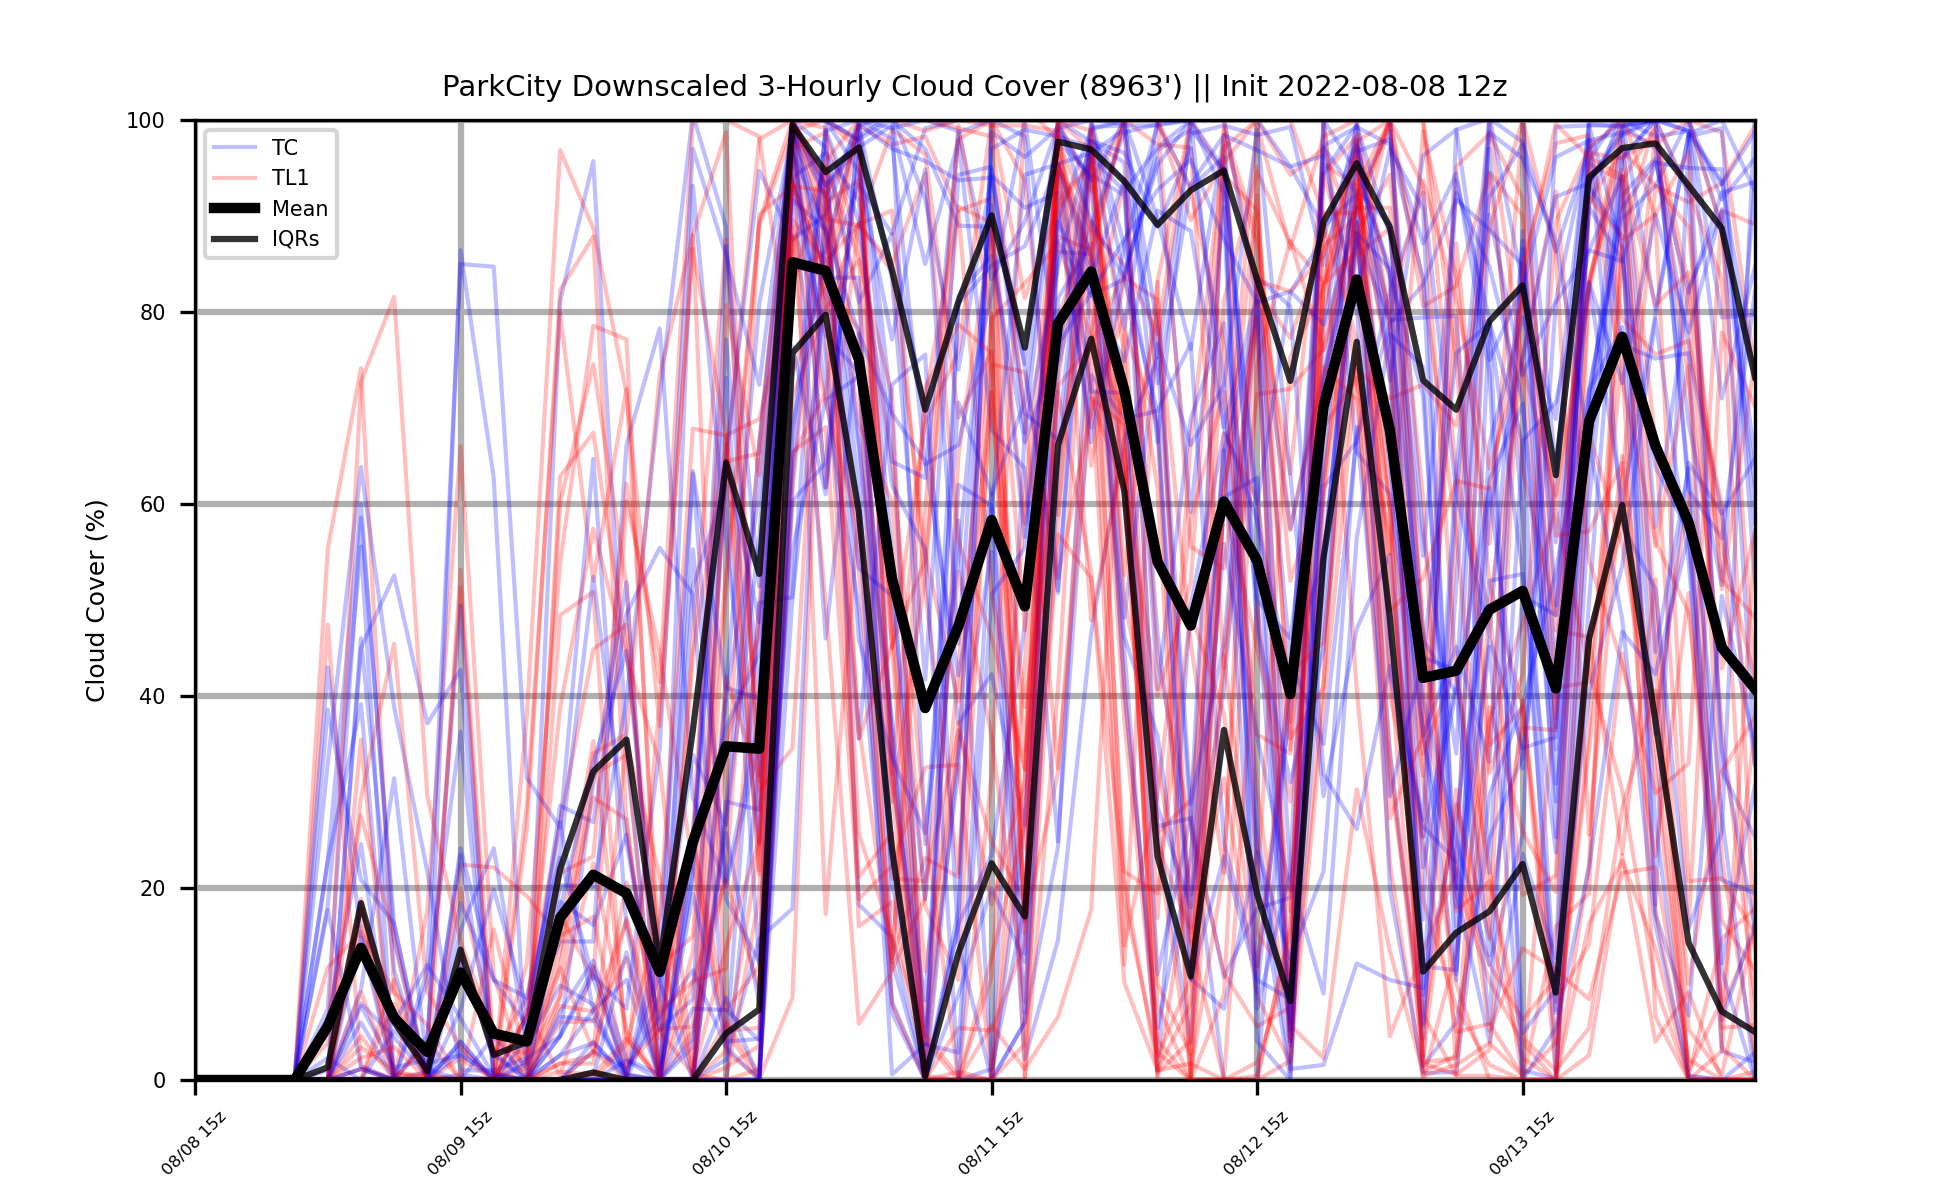 ParkCity Downscaled 3-Hourly Cloud Cover (8963') || Init 2022-08-08 12z
100
80
60
40
20
0
Cloud Cover (%)
TC
TL1
Mean
IQRs
08/08 15z
08/09 15z
08/10 15z
08/11 15z
08/12 15z
08/13 15z